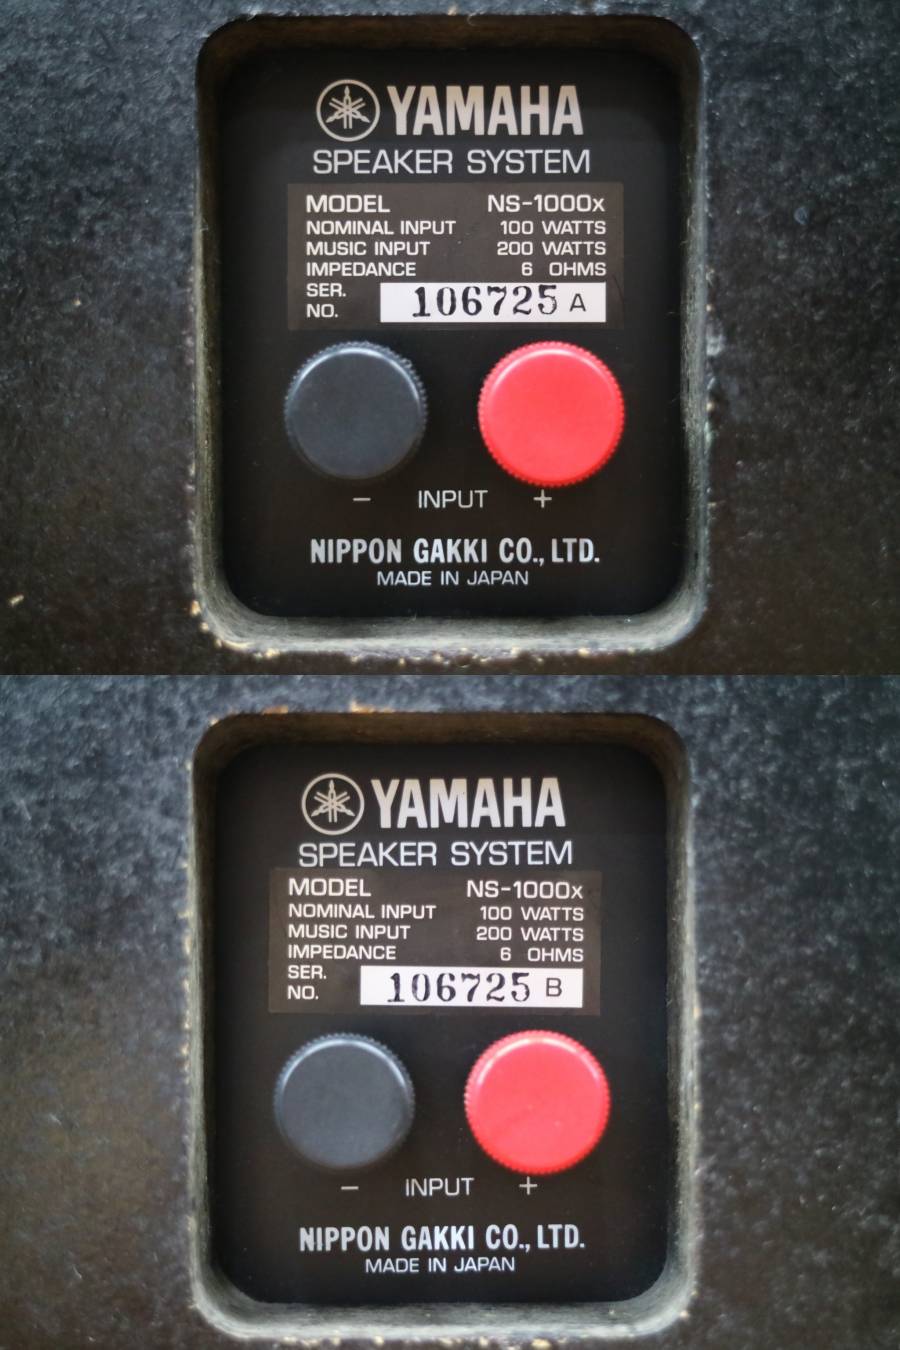 YAMAHA
SPEAKER SYSTEM
MODEL NS-1000x
NOMINAL INPUT 100 WATTS
MUSIC INPUT 200 WATTS
IMPEDANCE 6 OHMS
SER.
NO. 106725 A
− INPUT +
NIPPON GAKKI CO., LTD.
MADE IN JAPAN
YAMAHA
SPEAKER SYSTEM
MODEL NS-1000x
NOMINAL INPUT 100 WATTS
MUSIC INPUT 200 WATTS
IMPEDANCE 6 OHMS
SER.
NO. 106725 B
− INPUT +
NIPPON GAKKI CO., LTD.
MADE IN JAPAN